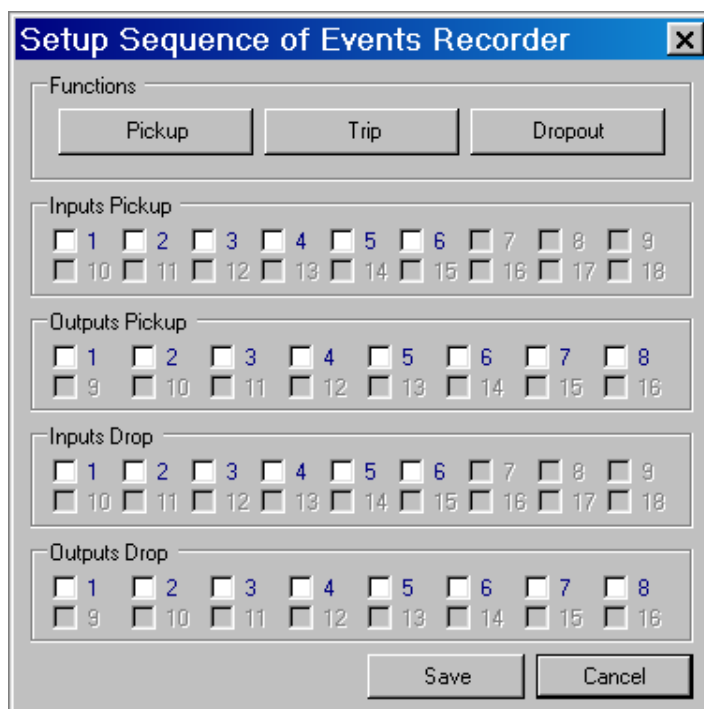 Setup Sequence of Events Recorder
Functions
Pickup Trip Dropout
Inputs Pickup
1 2 3 4 5 6 7 8 9
10 11 12 13 14 15 16 17 18
Outputs Pickup
1 2 3 4 5 6 7 8
9 10 11 12 13 14 15 16
Inputs Drop
1 2 3 4 5 6 7 8 9
10 11 12 13 14 15 16 17 18
Outputs Drop
1 2 3 4 5 6 7 8
9 10 11 12 13 14 15 16
Save Cancel